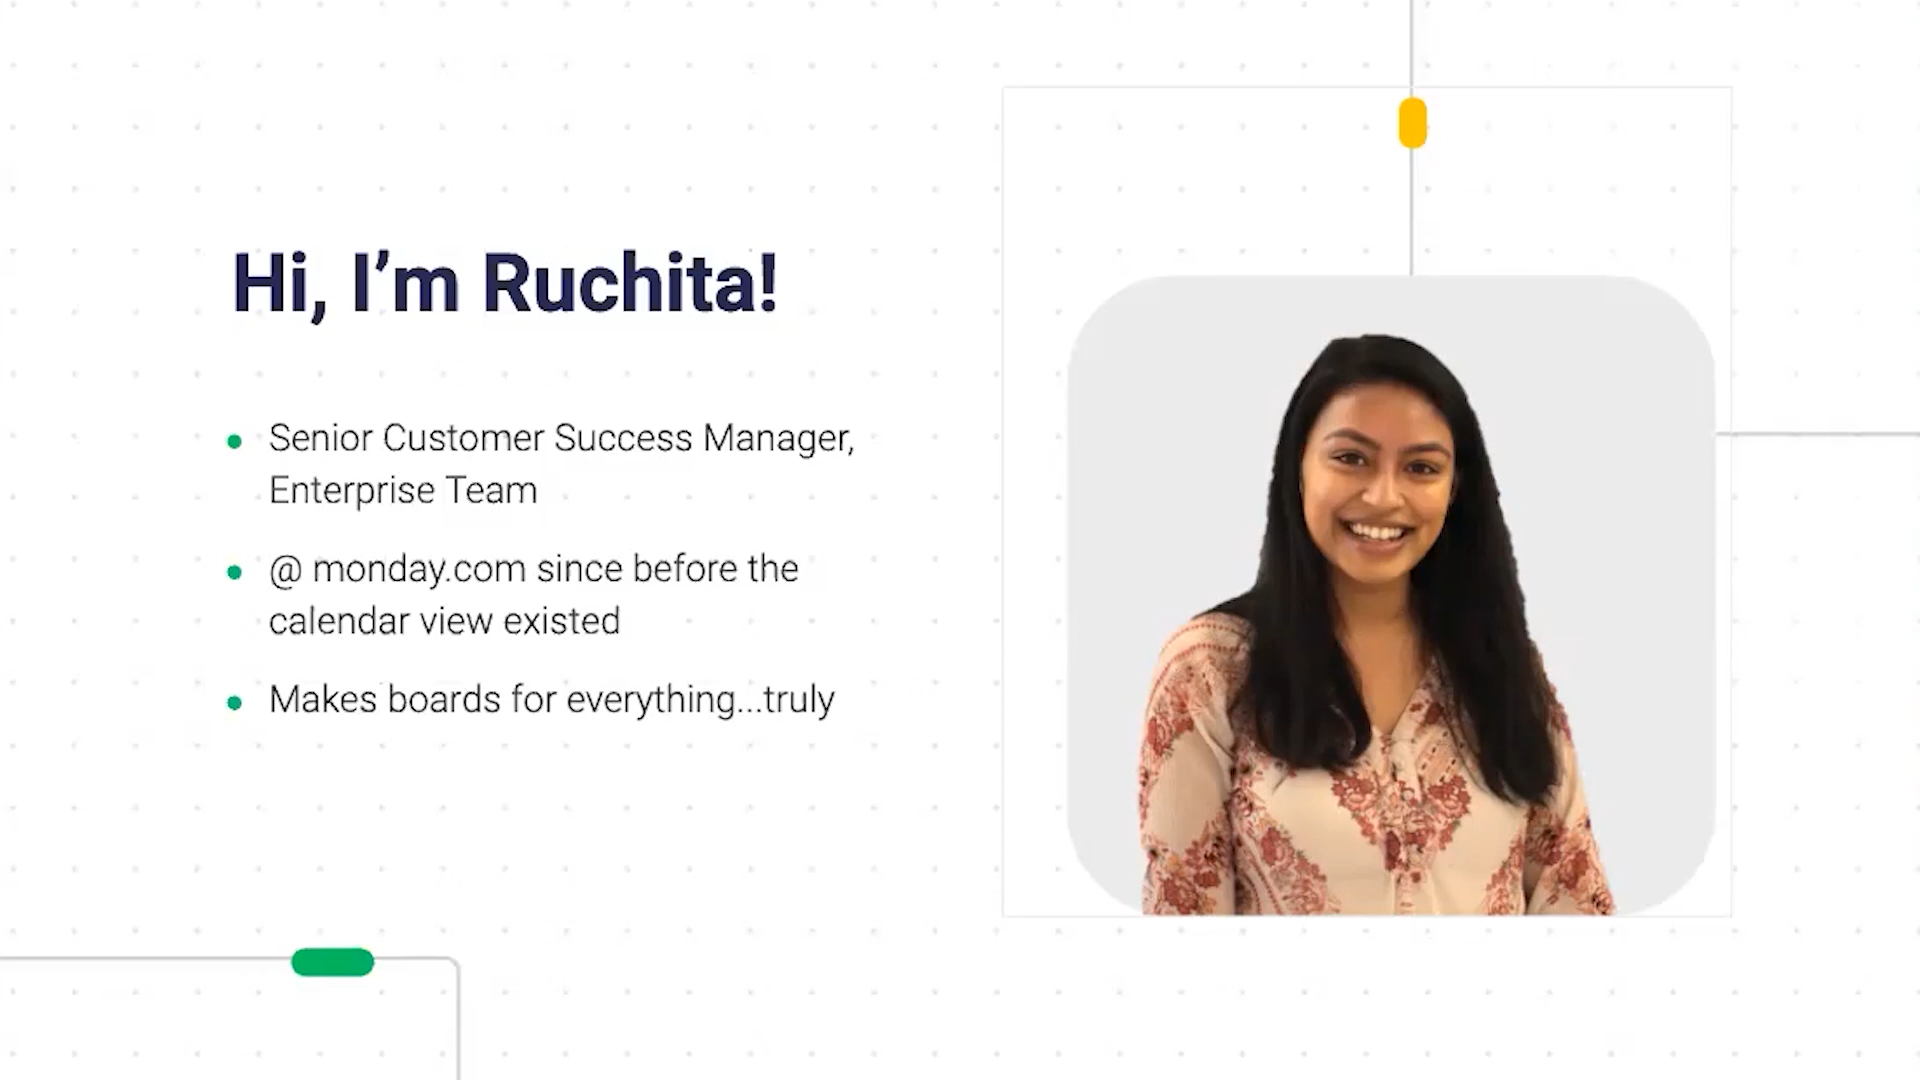 Hi, I’m Ruchita!
Senior Customer Success Manager,
Enterprise Team
@ monday.com since before the
calendar view existed
Makes boards for everything...truly